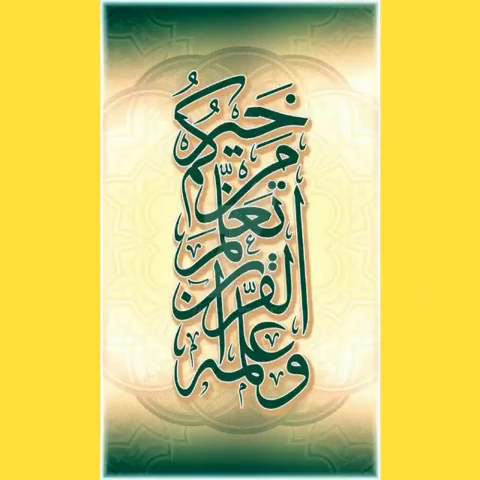 خيركم
من تعلم
القرآن
وعلمه